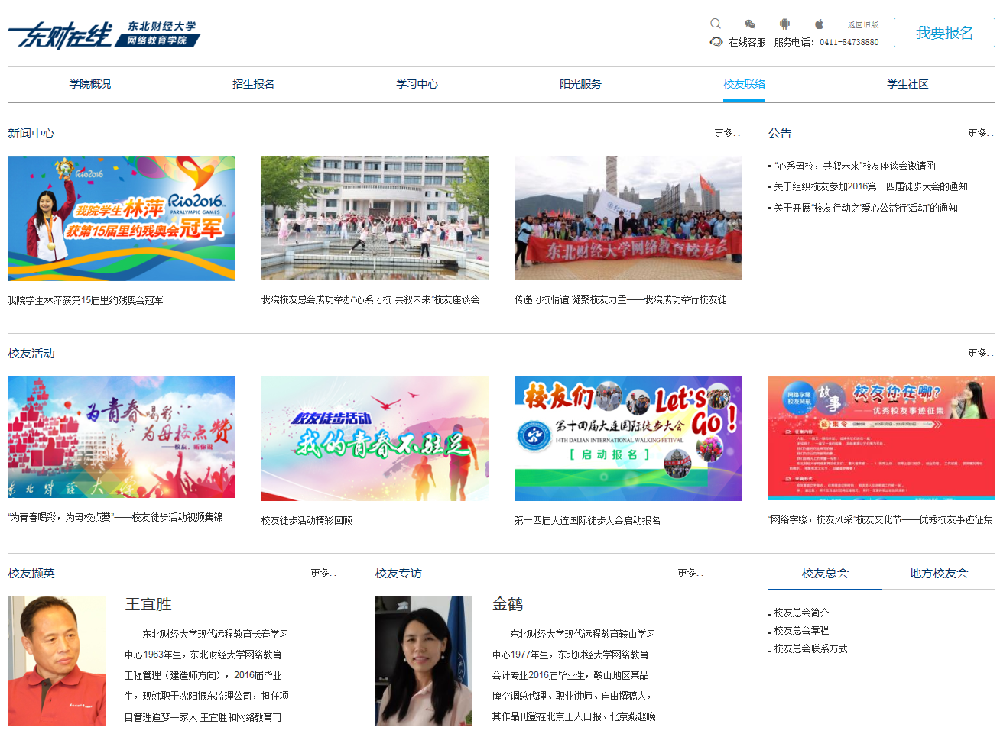 东财在线
东北财经大学
网络教育学院
返回旧版
在线客服 服务电话：0411-84738880
我要报名
学院概况 招生报名 学习中心 阳光服务 校友联络 学生社区
新闻中心 更多..
公告 更多..
Rio2016
我院学生林萍
获第15届里约残奥会冠军
Rio2016
PARALYMPIC GAMES
东北财经大学网络教育校友会
我院学生林萍获第15届里约残奥会冠军
我院校友总会成功举办“心系母校·共叙未来”校友座谈会...
传递母校情谊 凝聚校友力量——我院成功举行校友徒...
“心系母校，共叙未来”校友座谈会邀请函
关于组织校友参加2016第十四届徒步大会的通知
关于开展“校友行动之‘爱心公益行’活动”的通知
校友活动 更多..
为青春喝彩
为母校点赞
——校友，听你说
东北财经大学
校友徒步活动
我的青春不驻足
校友们 Let's Go!
第十四届大连国际徒步大会
14TH DALIAN INTERNATIONAL WALKING FETIVAL
[启动报名]
网络学缘
校友风采
故事
校友你在哪?
——优秀校友事迹征集
征集令
征集内容
征稿形式
“为青春喝彩，为母校点赞”——校友徒步活动视频集锦
校友徒步活动精彩回顾
第十四届大连国际徒步大会启动报名
“网络学缘，校友风采”校友文化节——优秀校友事迹征集
校友撷英 更多..
王宜胜
东北财经大学现代远程教育长春学习
中心1963年生，东北财经大学网络教育
工程管理（建造师方向），2016届毕业
生，现就职于沈阳振东监理公司，担任项
目管理追梦一家人 王宜胜和网络教育可
校友专访 更多..
金鹤
东北财经大学现代远程教育鞍山学习
中心1977年生，东北财经大学网络教育
会计专业2016届毕业生，鞍山地区某品
牌空调总代理、职业讲师、自由撰稿人，
其作品刊登在北京工人日报、北京燕赵晚
校友总会 地方校友会
校友总会简介
校友总会章程
校友总会联系方式